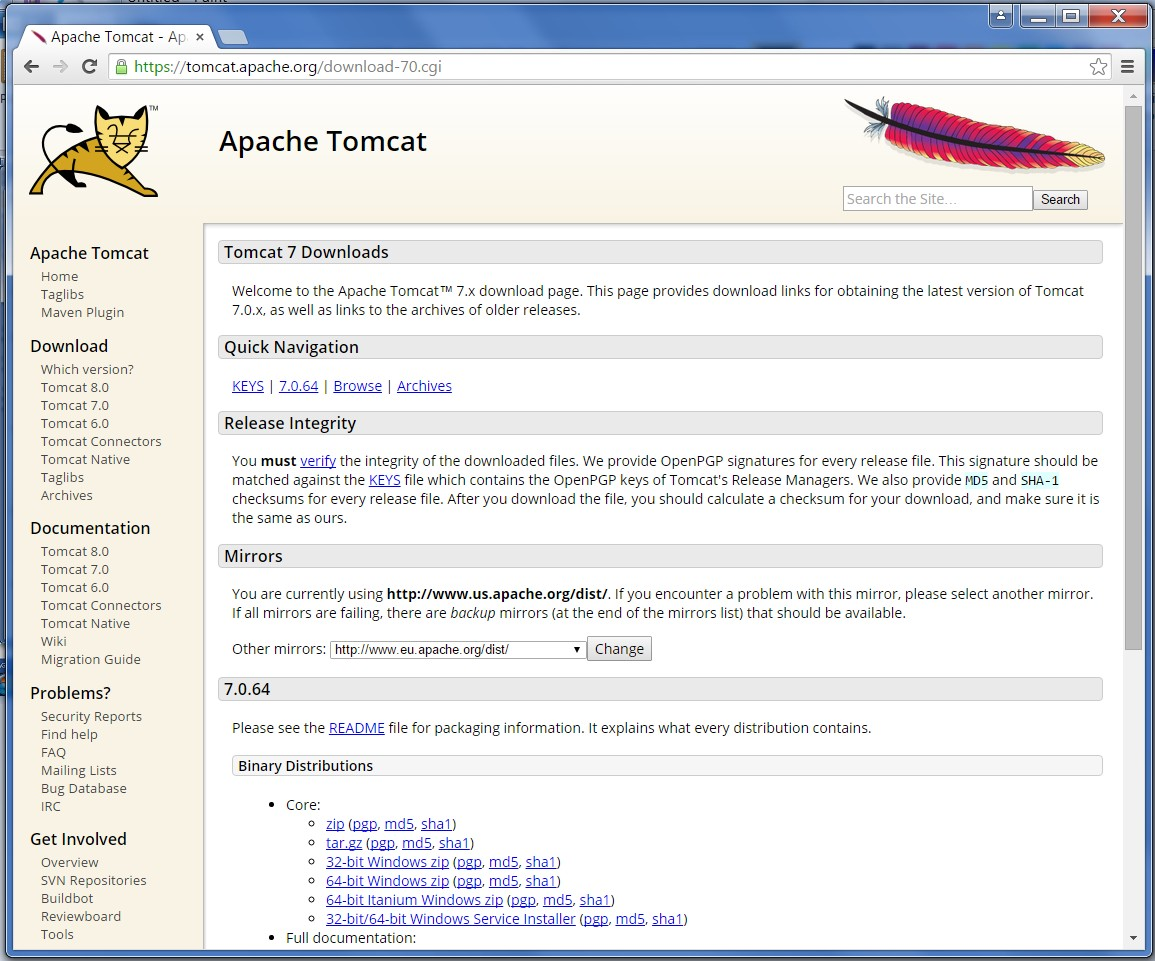 Untitled - Paint
Apache Tomcat - Ap
https://tomcat.apache.org/download-70.cgi
TM
Apache Tomcat
Search the Site...
Search
Apache Tomcat
Home
Taglibs
Maven Plugin
Download
Which version?
Tomcat 8.0
Tomcat 7.0
Tomcat 6.0
Tomcat Connectors
Tomcat Native
Taglibs
Archives
Documentation
Tomcat 8.0
Tomcat 7.0
Tomcat 6.0
Tomcat Connectors
Tomcat Native
Wiki
Migration Guide
Problems?
Security Reports
Find help
FAQ
Mailing Lists
Bug Database
IRC
Get Involved
Overview
SVN Repositories
Buildbot
Reviewboard
Tools
Tomcat 7 Downloads
Welcome to the Apache Tomcat™ 7.x download page. This page provides download links for obtaining the latest version of Tomcat
7.0.x, as well as links to the archives of older releases.
Quick Navigation
KEYS | 7.0.64 | Browse | Archives
Release Integrity
You must verify the integrity of the downloaded files. We provide OpenPGP signatures for every release file. This signature should be
matched against the KEYS file which contains the OpenPGP keys of Tomcat's Release Managers. We also provide MD5 and SHA-1
checksums for every release file. After you download the file, you should calculate a checksum for your download, and make sure it is
the same as ours.
Mirrors
You are currently using http://www.us.apache.org/dist/. If you encounter a problem with this mirror, please select another mirror.
If all mirrors are failing, there are backup mirrors (at the end of the mirrors list) that should be available.
Other mirrors: http://www.eu.apache.org/dist/ Change
7.0.64
Please see the README file for packaging information. It explains what every distribution contains.
Binary Distributions
• Core:
◦ zip (pgp, md5, sha1)
◦ tar.gz (pgp, md5, sha1)
◦ 32-bit Windows zip (pgp, md5, sha1)
◦ 64-bit Windows zip (pgp, md5, sha1)
◦ 64-bit Itanium Windows zip (pgp, md5, sha1)
◦ 32-bit/64-bit Windows Service Installer (pgp, md5, sha1)
• Full documentation: